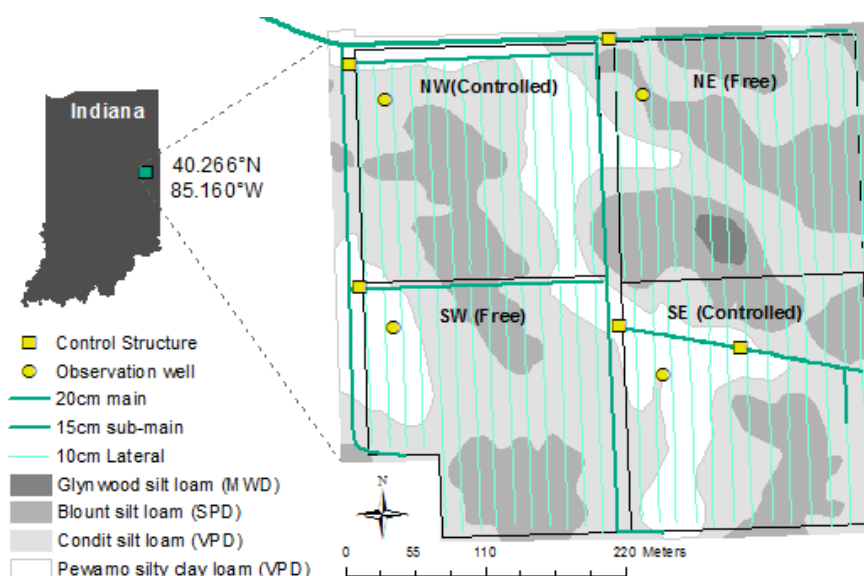 Indiana
40.266°N
85.160°W
NW(Controlled)
NE (Free)
SW (Free)
SE (Controlled)
Control Structure
Observation well
20cm main
15cm sub-main
10cm Lateral
Glynwood silt loam (MWD)
Blount silt loam (SPD)
Condit silt loam (VPD)
Pewamo silty clay loam (VPD)
N
0 55 110 220 Meters